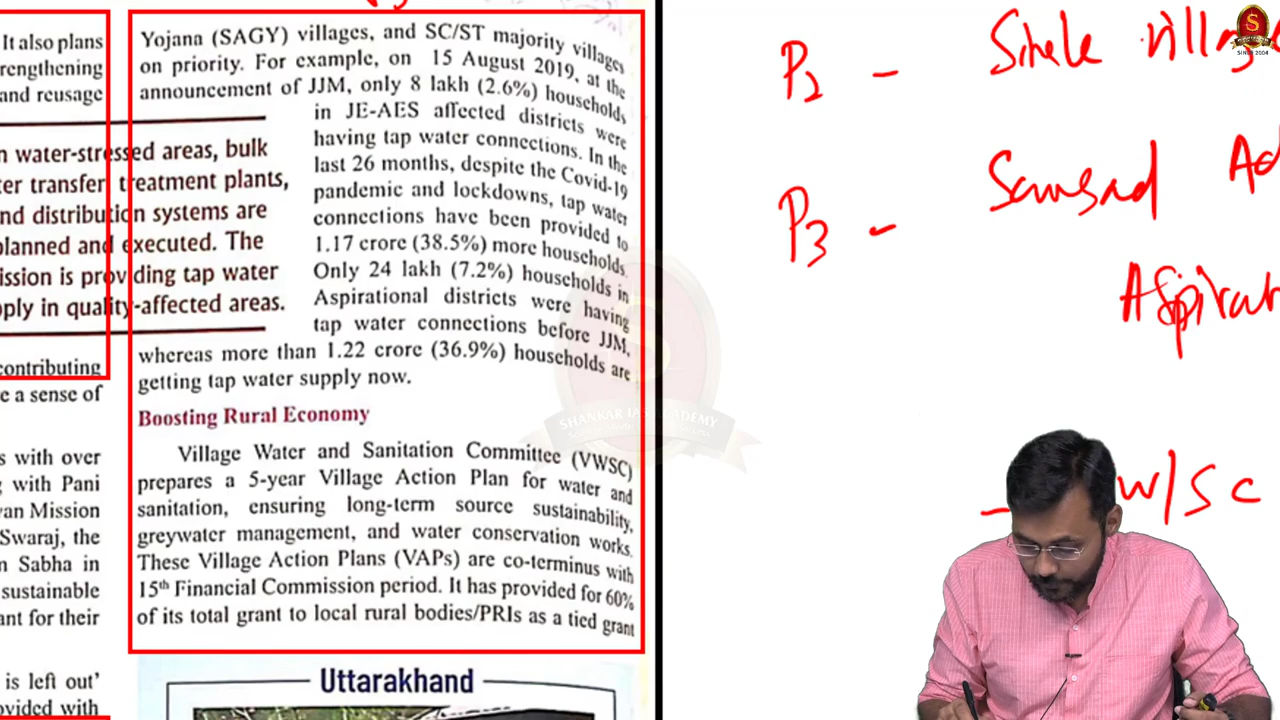 It also plans
rengthening
and reusage
n water-stressed areas, bulk
ter transfer treatment plants,
nd distribution systems are
planned and executed. The
ission is providing tap water
pply in quality-affected areas.
contributing
e a sense of
s with over
g with Pani
van Mission
Swaraj, the
n Sabha in
sustainable
ant for their
is left out’
ovided with
Yojana (SAGY) villages, and SC/ST majority villages
on priority. For example, on 15 August 2019, at the
announcement of JJM, only 8 lakh (2.6%) households
in JE-AES affected districts were
having tap water connections. In the
last 26 months, despite the Covid-19
pandemic and lockdowns, tap water
connections have been provided to
1.17 crore (38.5%) more households.
Only 24 lakh (7.2%) households in
Aspirational districts were having
tap water connections before JJM,
whereas more than 1.22 crore (36.9%) households are
getting tap water supply now.
Boosting Rural Economy
Village Water and Sanitation Committee (VWSC)
prepares a 5-year Village Action Plan for water and
sanitation, ensuring long-term source sustainability,
greywater management, and water conservation works.
These Village Action Plans (VAPs) are co-terminus with
15th Financial Commission period. It has provided for 60%
of its total grant to local rural bodies/PRIs as a tied grant
Uttarakhand
SHANKAR IAS ACADEMY
P2 -
village
P3 - Sansad Ad
Aspirat
W/SC
SINCE 2004